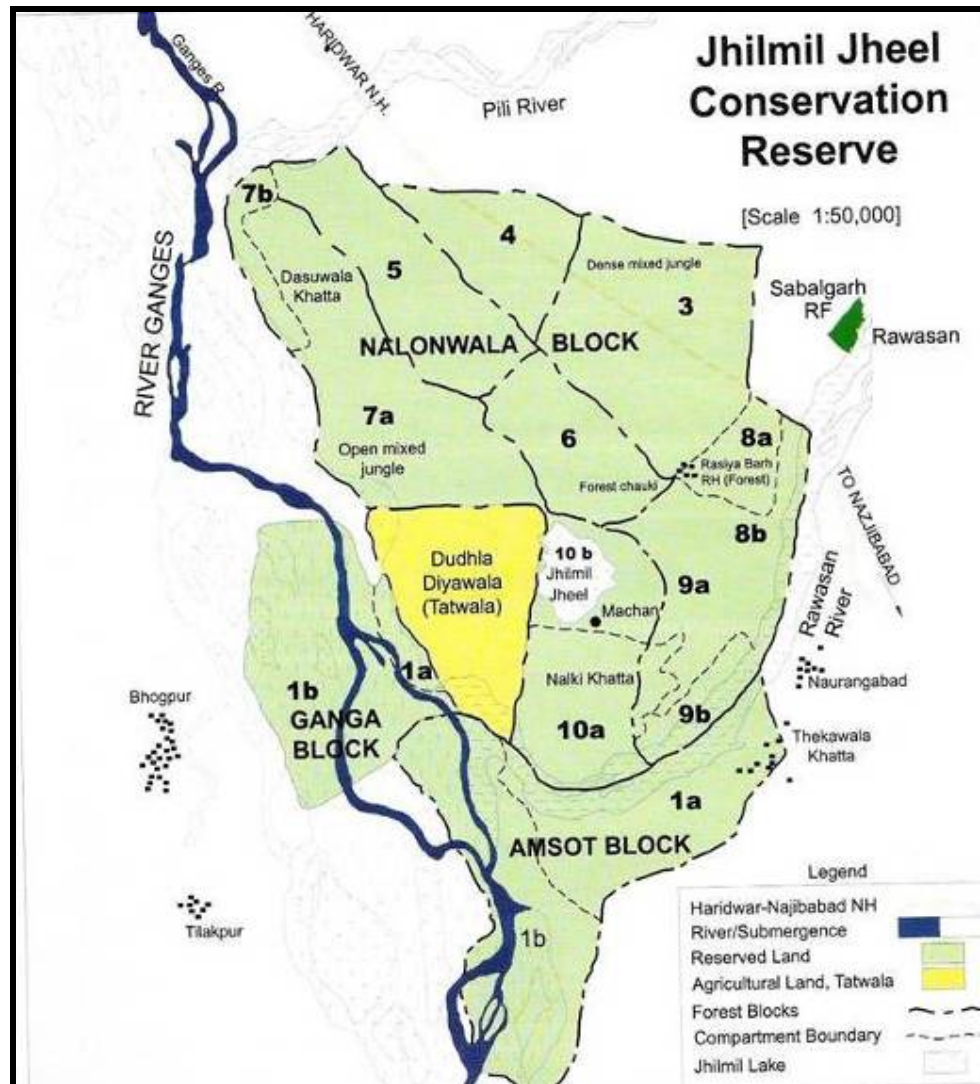 Jhilmil Jheel
Conservation
Reserve
[Scale 1:50,000]
Ganges R.
HARIDWAR N.H.
Pili River
RIVER GANGES
7b
4
5
Dense mixed jungle
Dasuwala
Khatta
3
Sabalgarh
RF
Rawasan
NALONWALA BLOCK
7a
Open mixed
jungle
6
8a
Rasiya Barh
RH (Forest)
Forest chauki
TO NAZJIBABAD
8b
Dudhla
Diyawala
(Tatwala)
10 b
Jhilmil
Jheel
9a
Machan
Rawasan
River
1a
Nalki Khatta
Naurangabad
1b
GANGA
BLOCK
Bhogpur
10a
9b
Thekawala
Khatta
1a
AMSOT BLOCK
Tilakpur
1b
Legend
Haridwar-Najibabad NH
River/Submergence
Reserved Land
Agricultural Land, Tatwala
Forest Blocks
Compartment Boundary
Jhilmil Lake